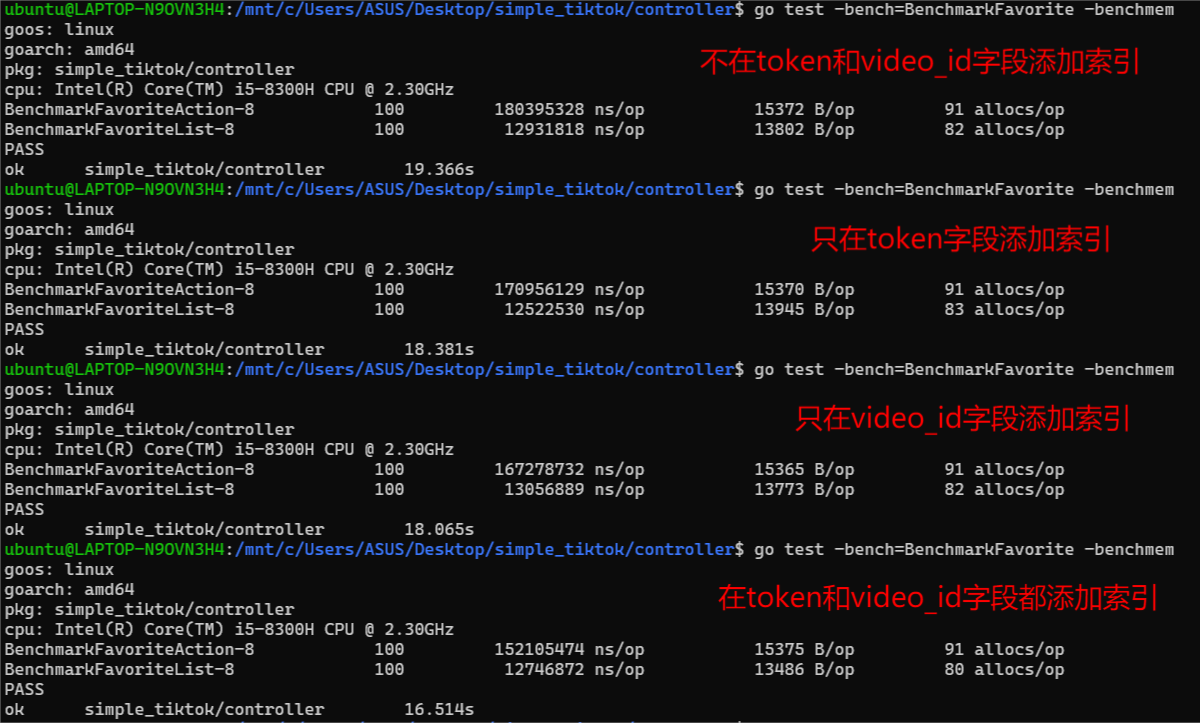 ubuntu@LAPTOP-N9OVN3H4:/mnt/c/Users/ASUS/Desktop/simple_tiktok/controller$ go test -bench=BenchmarkFavorite -benchmem
goos: linux
goarch: amd64
不在token和video_id字段添加索引
pkg: simple_tiktok/controller
cpu: Intel(R) Core(TM) i5-8300H CPU @ 2.30GHz
BenchmarkFavoriteAction-8 100 180395328 ns/op 15372 B/op 91 allocs/op
BenchmarkFavoriteList-8 100 12931818 ns/op 13802 B/op 82 allocs/op
PASS
ok simple_tiktok/controller 19.366s
ubuntu@LAPTOP-N9OVN3H4:/mnt/c/Users/ASUS/Desktop/simple_tiktok/controller$ go test -bench=BenchmarkFavorite -benchmem
goos: linux
goarch: amd64
只在token字段添加索引
pkg: simple_tiktok/controller
cpu: Intel(R) Core(TM) i5-8300H CPU @ 2.30GHz
BenchmarkFavoriteAction-8 100 170956129 ns/op 15370 B/op 91 allocs/op
BenchmarkFavoriteList-8 100 12522530 ns/op 13945 B/op 83 allocs/op
PASS
ok simple_tiktok/controller 18.381s
ubuntu@LAPTOP-N9OVN3H4:/mnt/c/Users/ASUS/Desktop/simple_tiktok/controller$ go test -bench=BenchmarkFavorite -benchmem
goos: linux
goarch: amd64
只在video_id字段添加索引
pkg: simple_tiktok/controller
cpu: Intel(R) Core(TM) i5-8300H CPU @ 2.30GHz
BenchmarkFavoriteAction-8 100 167278732 ns/op 15365 B/op 91 allocs/op
BenchmarkFavoriteList-8 100 13056889 ns/op 13773 B/op 82 allocs/op
PASS
ok simple_tiktok/controller 18.065s
ubuntu@LAPTOP-N9OVN3H4:/mnt/c/Users/ASUS/Desktop/simple_tiktok/controller$ go test -bench=BenchmarkFavorite -benchmem
goos: linux
goarch: amd64
在token和video_id字段都添加索引
pkg: simple_tiktok/controller
cpu: Intel(R) Core(TM) i5-8300H CPU @ 2.30GHz
BenchmarkFavoriteAction-8 100 152105474 ns/op 15375 B/op 91 allocs/op
BenchmarkFavoriteList-8 100 12746872 ns/op 13486 B/op 80 allocs/op
PASS
ok simple_tiktok/controller 16.514s